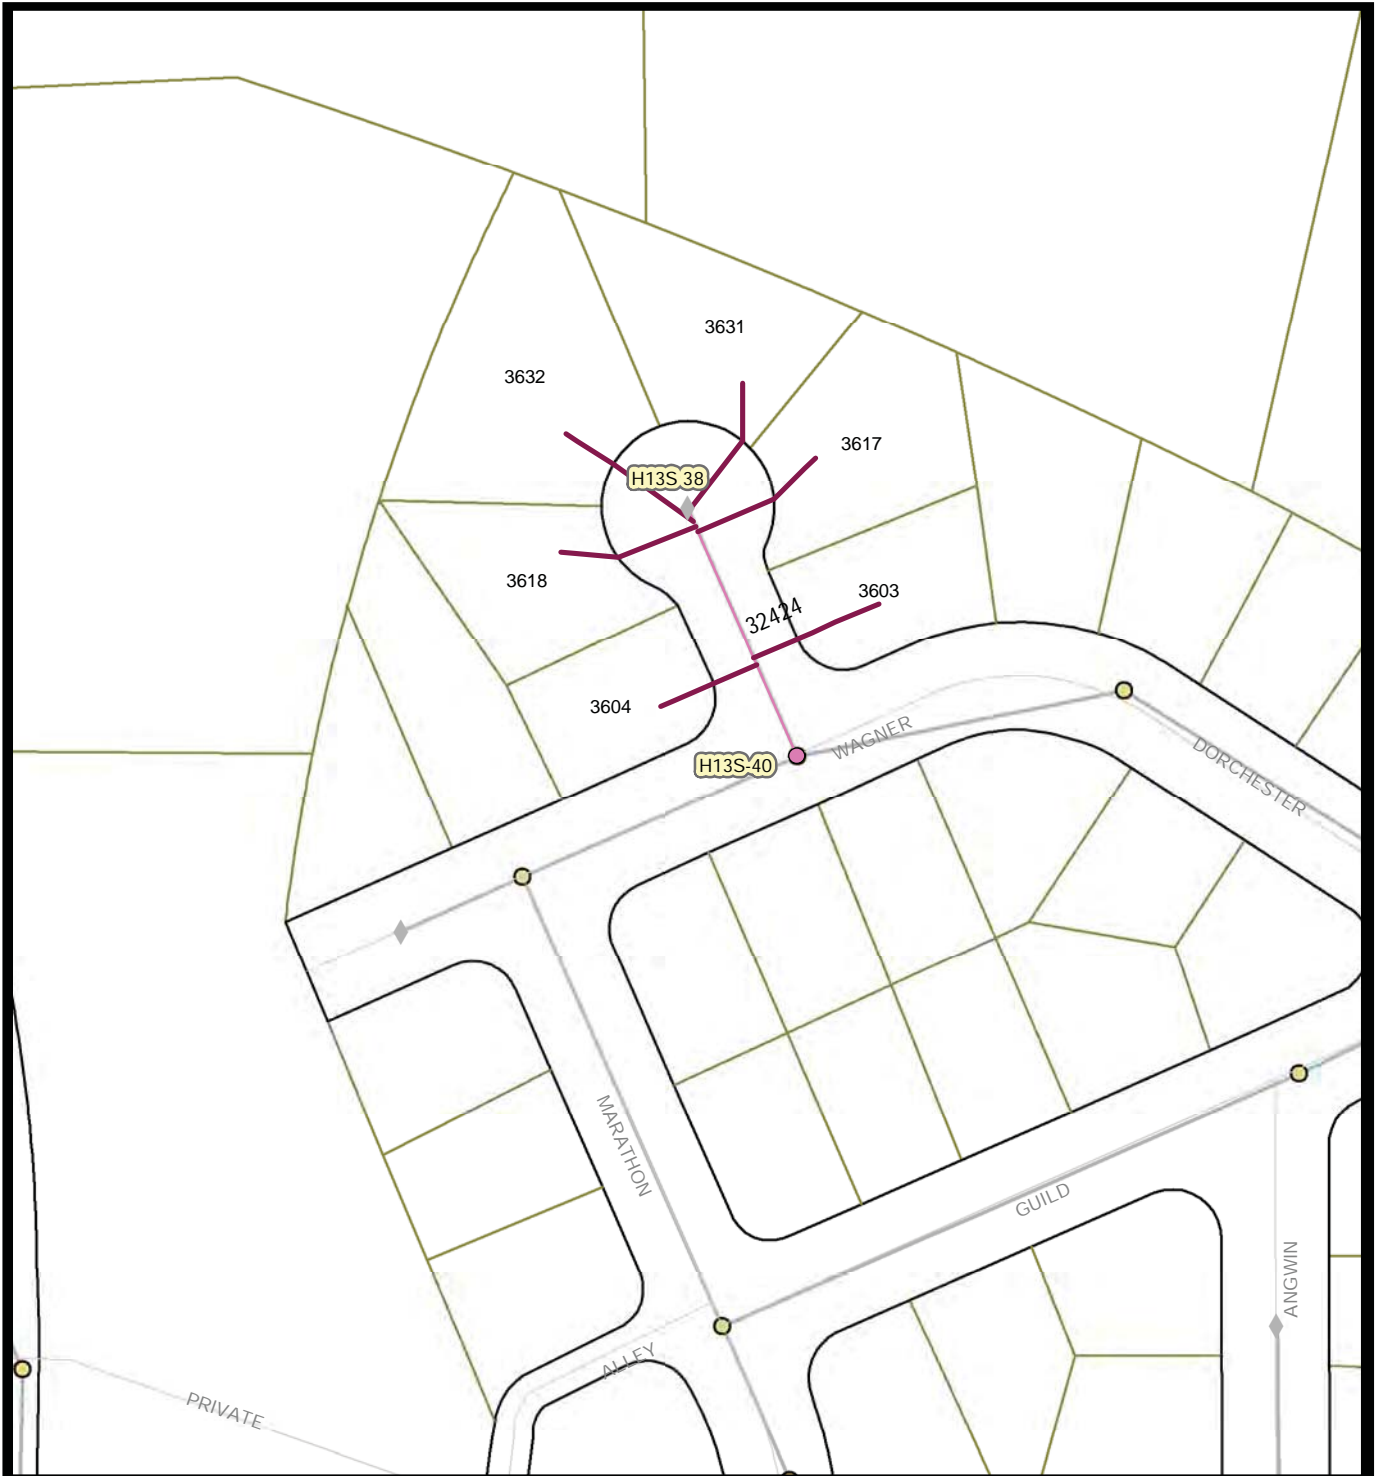 3631
3632
3617
H13S 38
3618
3603
32424
3604
WAGNER
H13S-40
DORCHESTER
MARATHON
GUILD
ANGWIN
ALLEY
PRIVATE